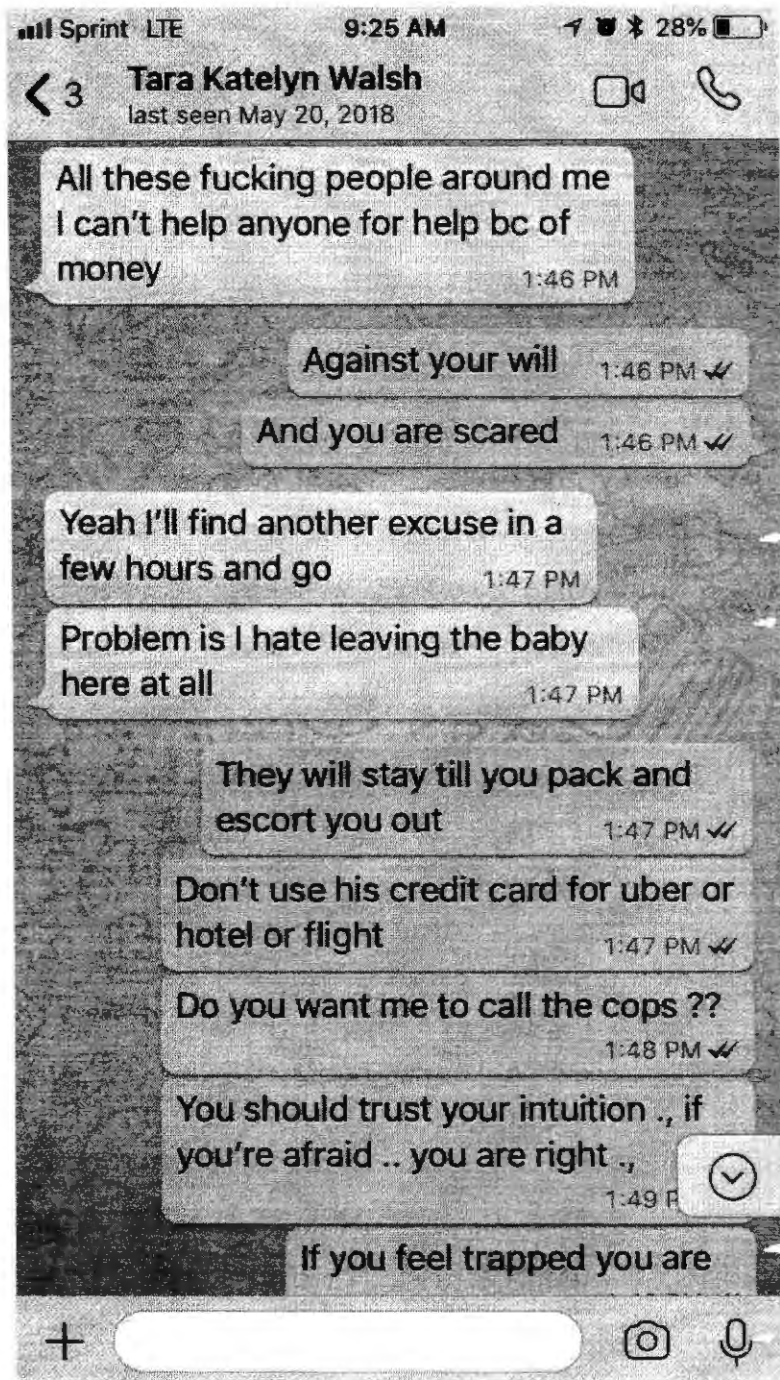 Sprint LTE 9:25 AM 28%
3 Tara Katelyn Walsh
last seen May 20, 2018
All these fucking people around me
I can't help anyone for help bc of
money
1:46 PM
Against your will 1:46 PM
And you are scared 1:46 PM
Yeah I'll find another excuse in a
few hours and go 1:47 PM
Problem is I hate leaving the baby
here at all 1:47 PM
They will stay till you pack and
escort you out 1:47 PM
Don't use his credit card for uber or
hotel or flight 1:47 PM
Do you want me to call the cops ??
1:48 PM
You should trust your intuition ., if
you're afraid .. you are right .,
1:49 P
If you feel trapped you are